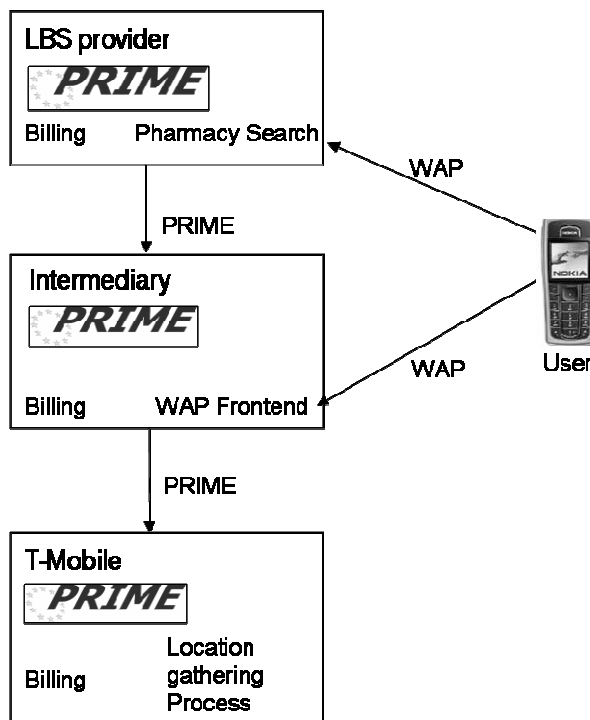 LBS provider
PRIME
Billing Pharmacy Search
WAP
PRIME
Intermediary
PRIME
NOKIA
User
WAP
Billing WAP Frontend
PRIME
T-Mobile
PRIME
Location
gathering
Billing
Process